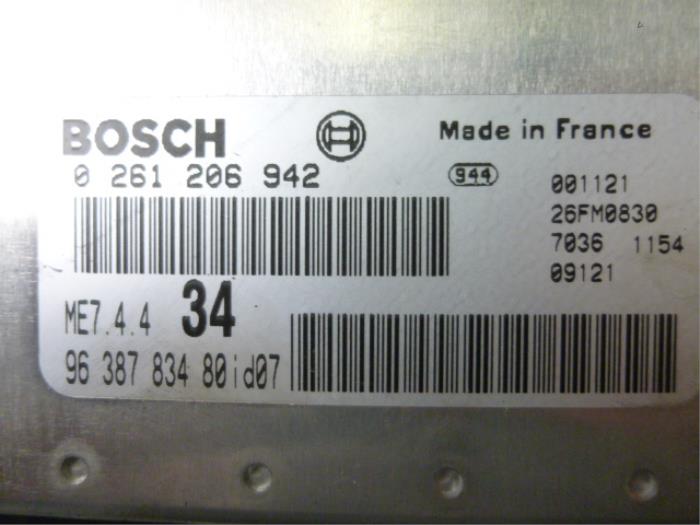 BOSCH Made in France
0 261 206 942 944 001121
26FM0830
7036 1154
09121
ME7.4.4 34
96 387 834 80id07